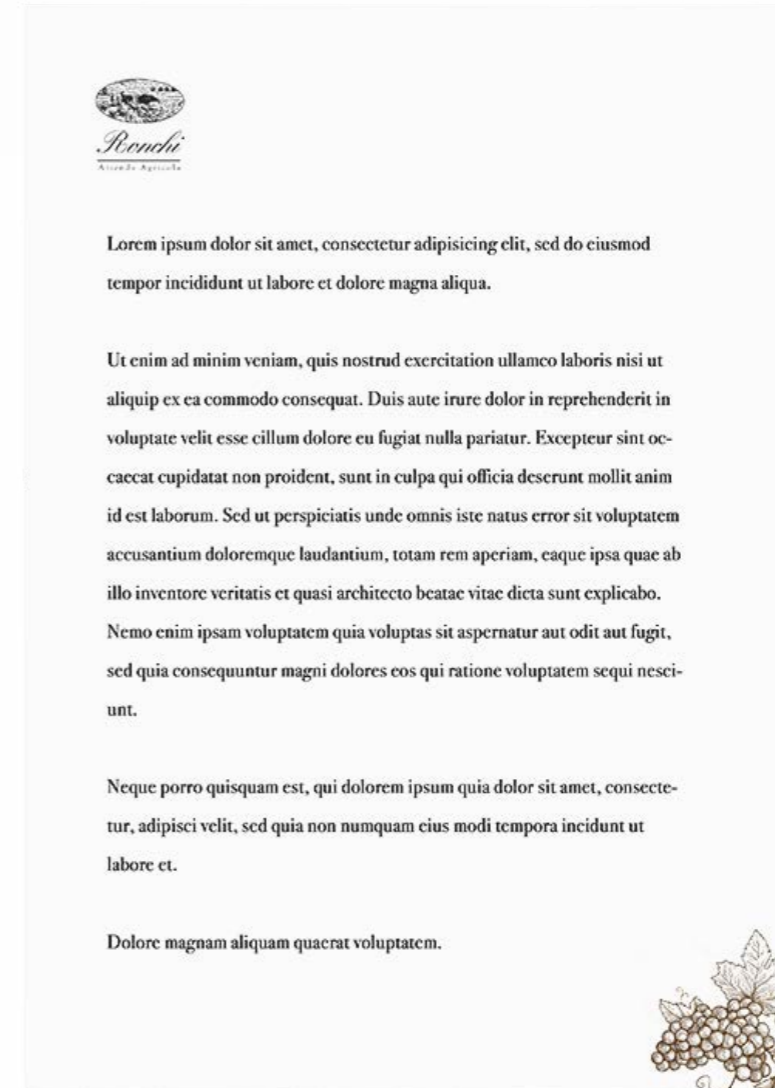 Ronchi
Azienda Agricola
Lorem ipsum dolor sit amet, consectetur adipisicing elit, sed do eiusmod
tempor incididunt ut labore et dolore magna aliqua.
Ut enim ad minim veniam, quis nostrud exercitation ullamco laboris nisi ut
aliquip ex ea commodo consequat. Duis aute irure dolor in reprehenderit in
voluptate velit esse cillum dolore eu fugiat nulla pariatur. Excepteur sint oc-
caecat cupidatat non proident, sunt in culpa qui officia deserunt mollit anim
id est laborum. Sed ut perspiciatis unde omnis iste natus error sit voluptatem
accusantium doloremque laudantium, totam rem aperiam, eaque ipsa quae ab
illo inventore veritatis et quasi architecto beatae vitae dicta sunt explicabo.
Nemo enim ipsam voluptatem quia voluptas sit aspernatur aut odit aut fugit,
sed quia consequuntur magni dolores eos qui ratione voluptatem sequi nesci-
unt.
Neque porro quisquam est, qui dolorem ipsum quia dolor sit amet, consecte-
tur, adipisci velit, sed quia non numquam eius modi tempora incidunt ut
labore et.
Dolore magnam aliquam quaerat voluptatem.